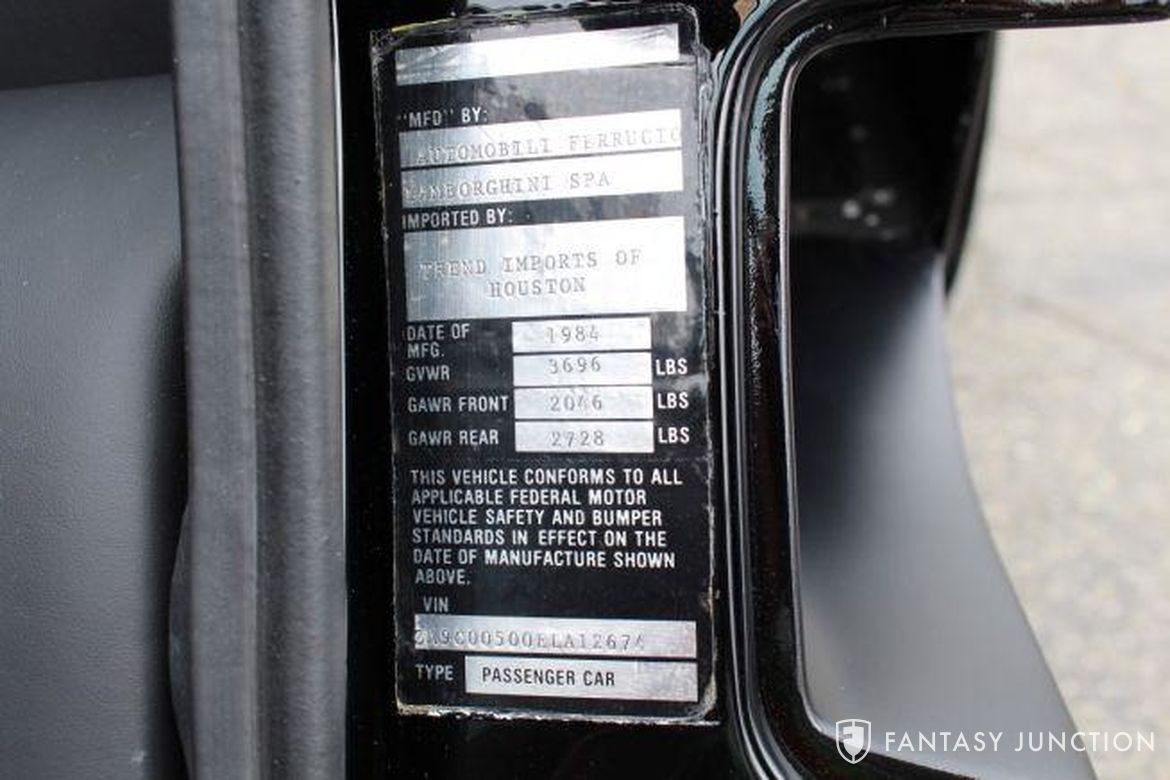 "MFD" BY:
AUTOMOBILI FERRUCIO
LAMBORGHINI SPA
IMPORTED BY:
TREND IMPORTS OF
HOUSTON
DATE OF MFG. 1984
GVWR 3696 LBS
GAWR FRONT 2046 LBS
GAWR REAR 2728 LBS
THIS VEHICLE CONFORMS TO ALL
APPLICABLE FEDERAL MOTOR
VEHICLE SAFETY AND BUMPER
STANDARDS IN EFFECT ON THE
DATE OF MANUFACTURE SHOWN
ABOVE.
VIN
ZA9C00500ELA12674
TYPE PASSENGER CAR
FANTASY JUNCTION